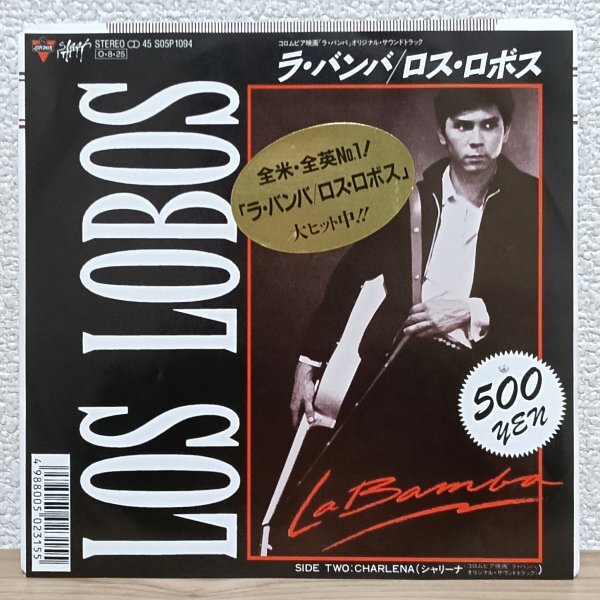 LONDON
STEREO 45 S05P1094
O-8-25
コロムビア映画「ラ・バンバ」オリジナル・サウンドトラック
ラ・バンバ/ロス・ロボス
LOS LOBOS
全米・全英No.1!
「ラ・バンバ/ロス・ロボス」
大ヒット中!!
500
YEN
La Bamba
SIDE TWO:CHARLENA(シャリーナ コロムビア映画「ラ・バンバ」
オリジナル・サウンドトラック)
4988005023155